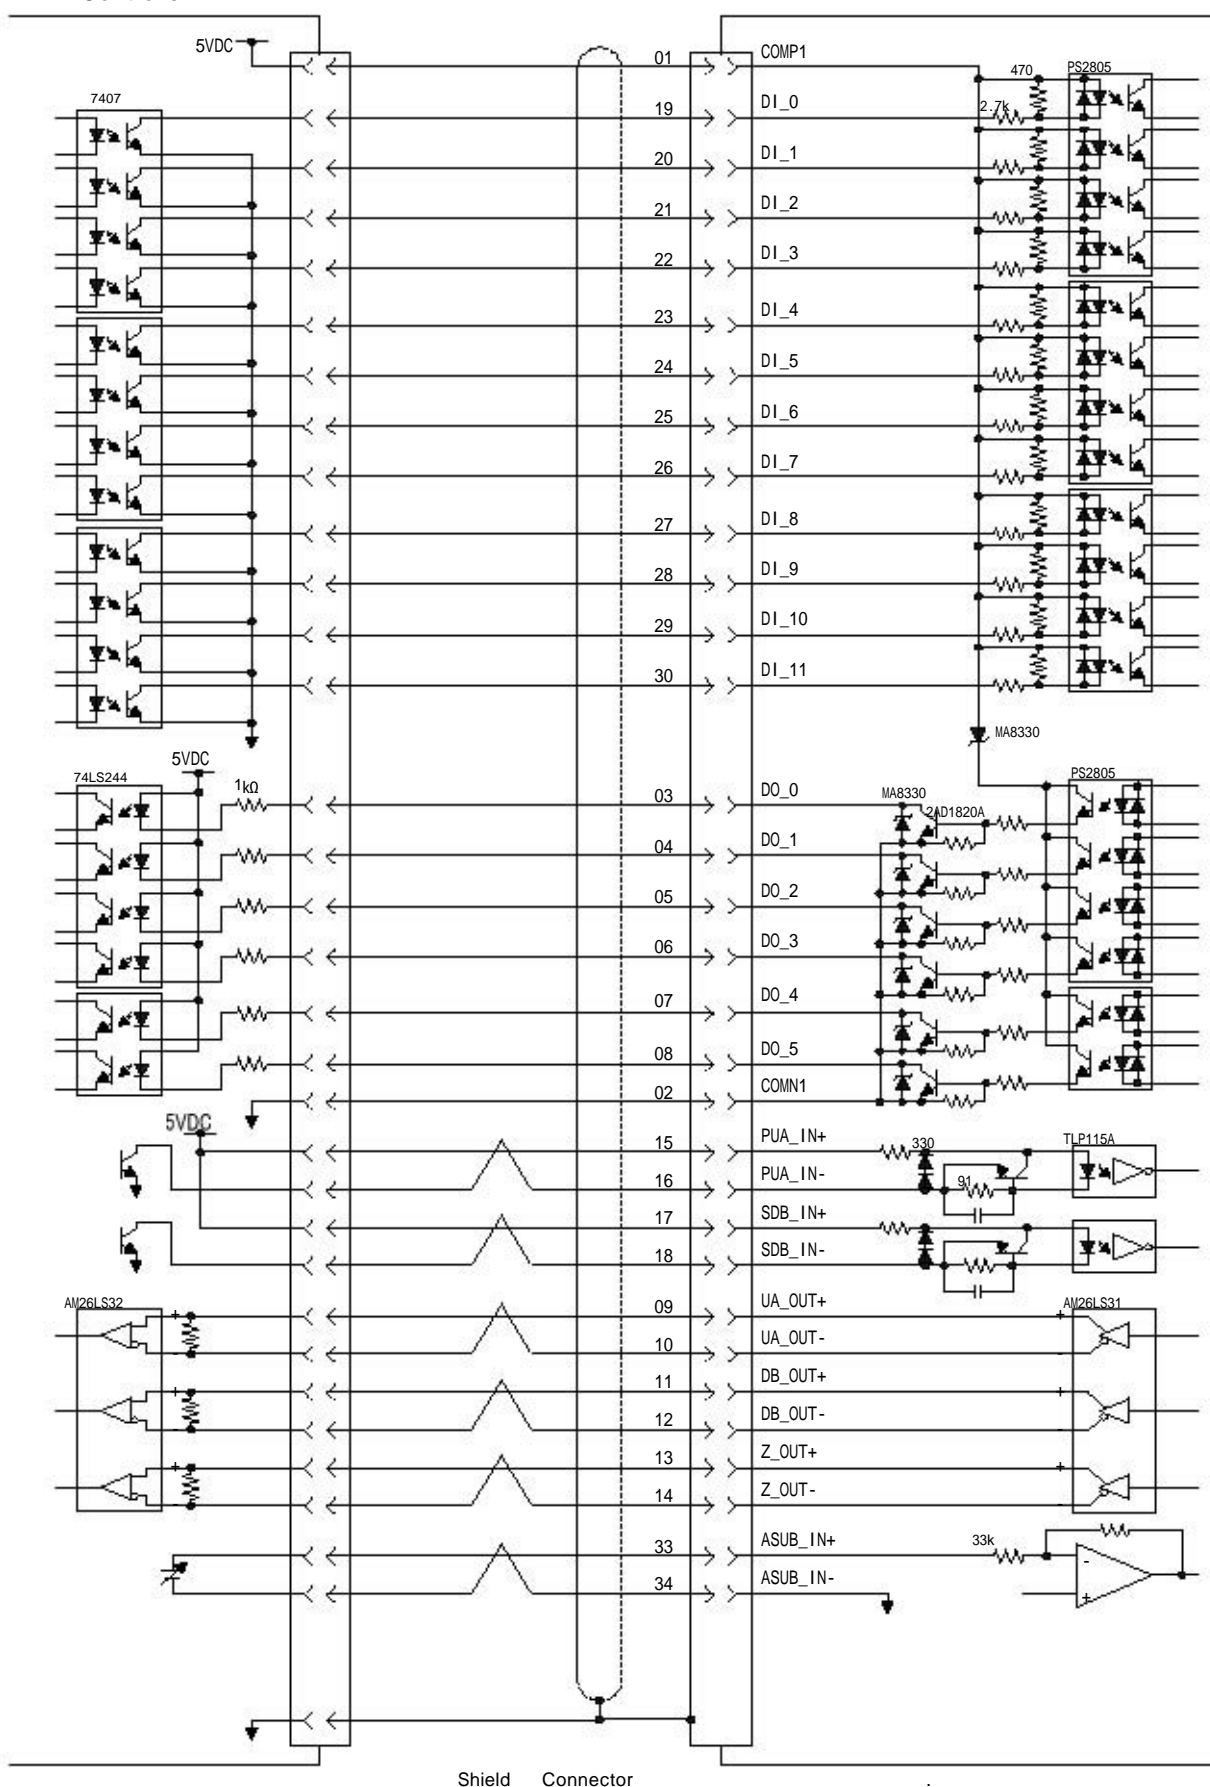 5VDC
01 COMP1
470 PS2805
7407
19 DI_0 2.7k
20 DI_1
21 DI_2
22 DI_3
23 DI_4
24 DI_5
25 DI_6
26 DI_7
27 DI_8
28 DI_9
29 DI_10
30 DI_11
MA8330
5VDC
74LS244 1kΩ
03 DO_0 MA8330 PS2805
2AD1820A
04 DO_1
05 DO_2
06 DO_3
07 DO_4
08 DO_5
02 COMN1
5VDC
15 PUA_IN+ 330 TLP115A
16 PUA_IN- 91
17 SDB_IN+
18 SDB_IN-
AM26LS32 + 09 UA_OUT+ + AM26LS31
- 10 UA_OUT- -
+ 11 DB_OUT+ +
- 12 DB_OUT- -
+ 13 Z_OUT+ +
- 14 Z_OUT- -
33 ASUB_IN+ 33k -
34 ASUB_IN- +
Shield Connector .